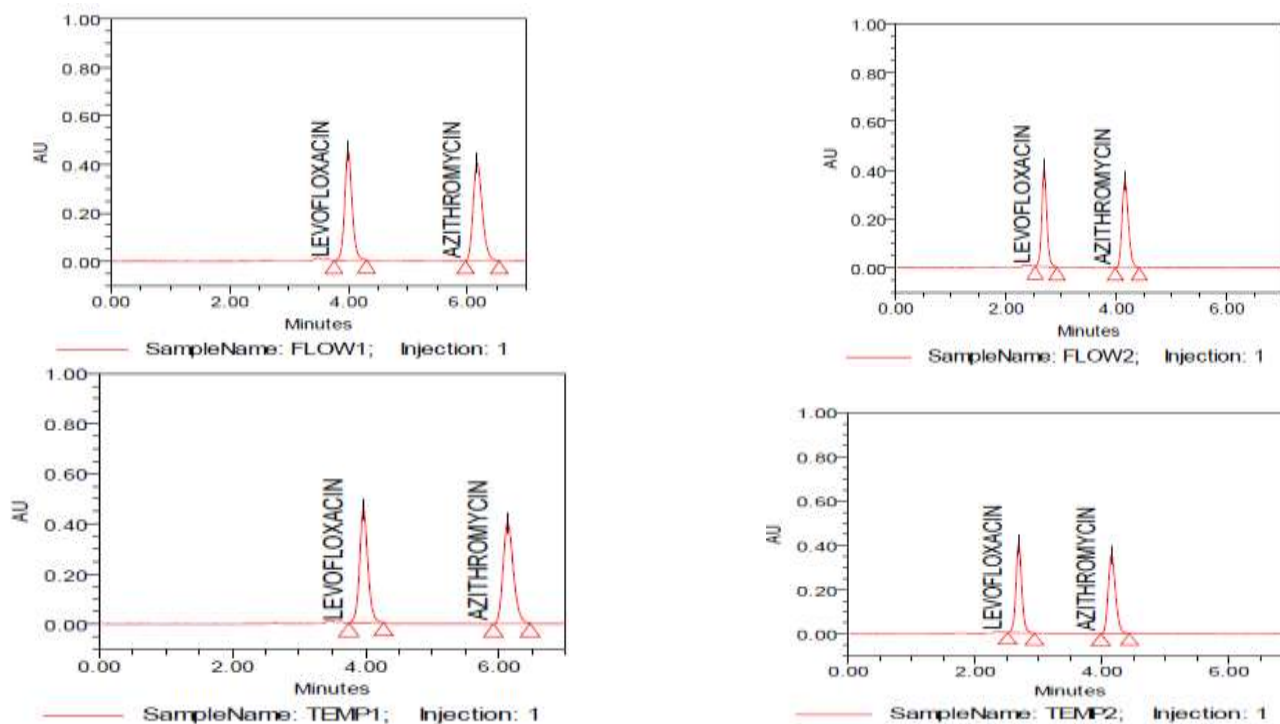 1.00
0.80
0.60
0.40
0.20
0.00
AU
LEVOFLOXACIN
AZITHROMYCIN
0.00 2.00 4.00 6.00
Minutes
SampleName: FLOW1; Injection: 1
1.00
0.80
0.60
0.40
0.20
0.00
AU
LEVOFLOXACIN
AZITHROMYCIN
0.00 2.00 4.00 6.00
Minutes
SampleName: FLOW2; Injection: 1
1.00
0.80
0.60
0.40
0.20
0.00
AU
LEVOFLOXACIN
AZITHROMYCIN
0.00 2.00 4.00 6.00
Minutes
SampleName: TEMP1; Injection: 1
1.00
0.80
0.60
0.40
0.20
0.00
AU
LEVOFLOXACIN
AZITHROMYCIN
0.00 2.00 4.00 6.00
Minutes
SampleName: TEMP2; Injection: 1